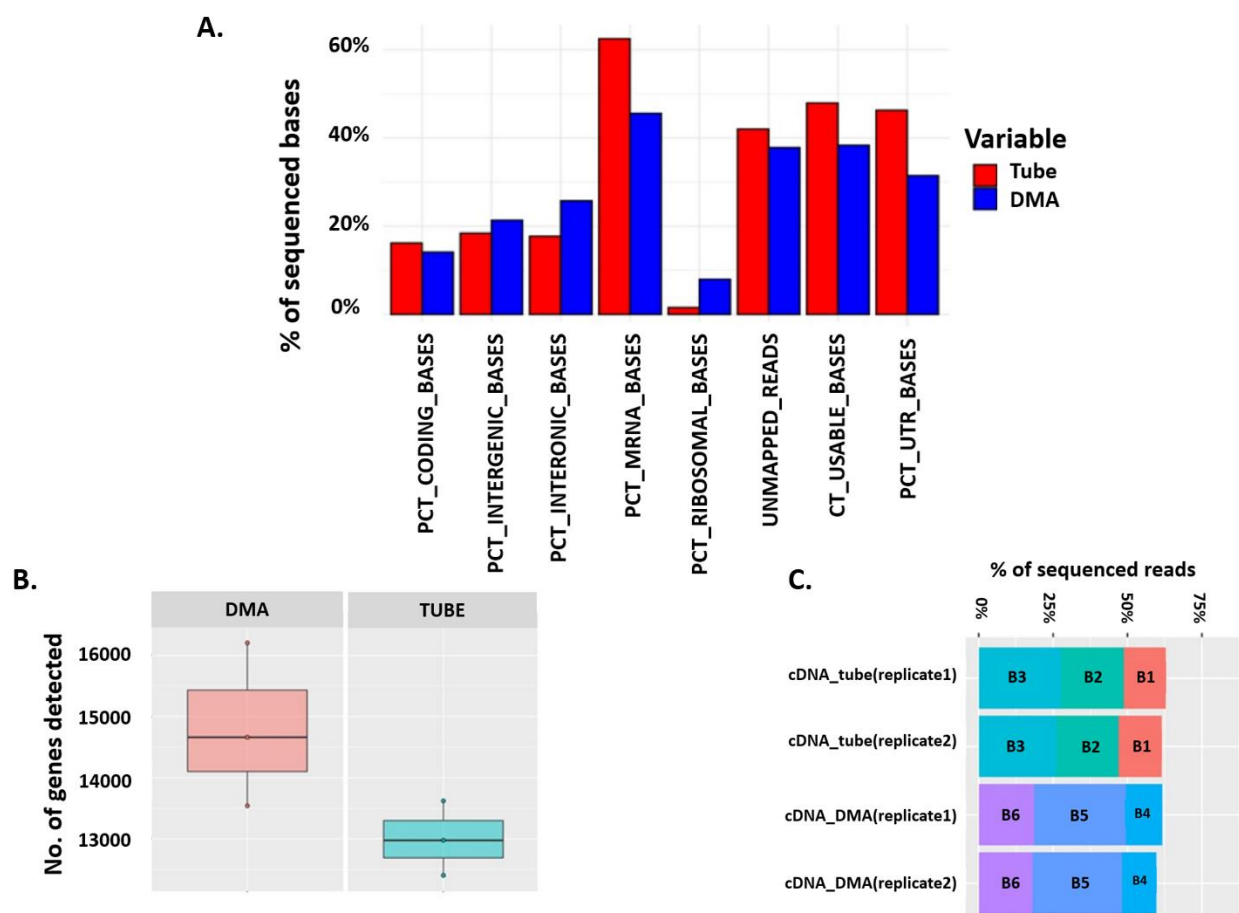 A.
% of sequenced bases
60%
40%
20%
0%
PCT_CODING_BASES
PCT_INTERGENIC_BASES
PCT_INTERONIC_BASES
PCT_MRNA_BASES
PCT_RIBOSOMAL_BASES
UNMAPPED_READS
CT_USABLE_BASES
PCT_UTR_BASES
Variable
Tube
DMA
B.
DMA
TUBE
No. of genes detected
16000
15000
14000
13000
C.
% of sequenced reads
0%
25%
50%
75%
cDNA_tube(replicate1)
B3 B2 B1
cDNA_tube(replicate2)
B3 B2 B1
cDNA_DMA(replicate1)
B6 B5 B4
cDNA_DMA(replicate2)
B6 B5 B4